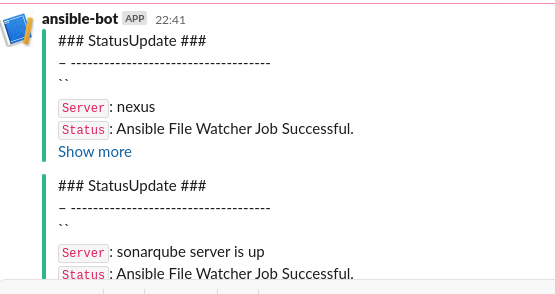 ansible-bot APP 22:41
### StatusUpdate ###
– ------------------------------------
``
Server: nexus
Status: Ansible File Watcher Job Successful.
Show more
### StatusUpdate ###
– ------------------------------------
``
Server: sonarqube server is up
Status: Ansible File Watcher Job Successful.